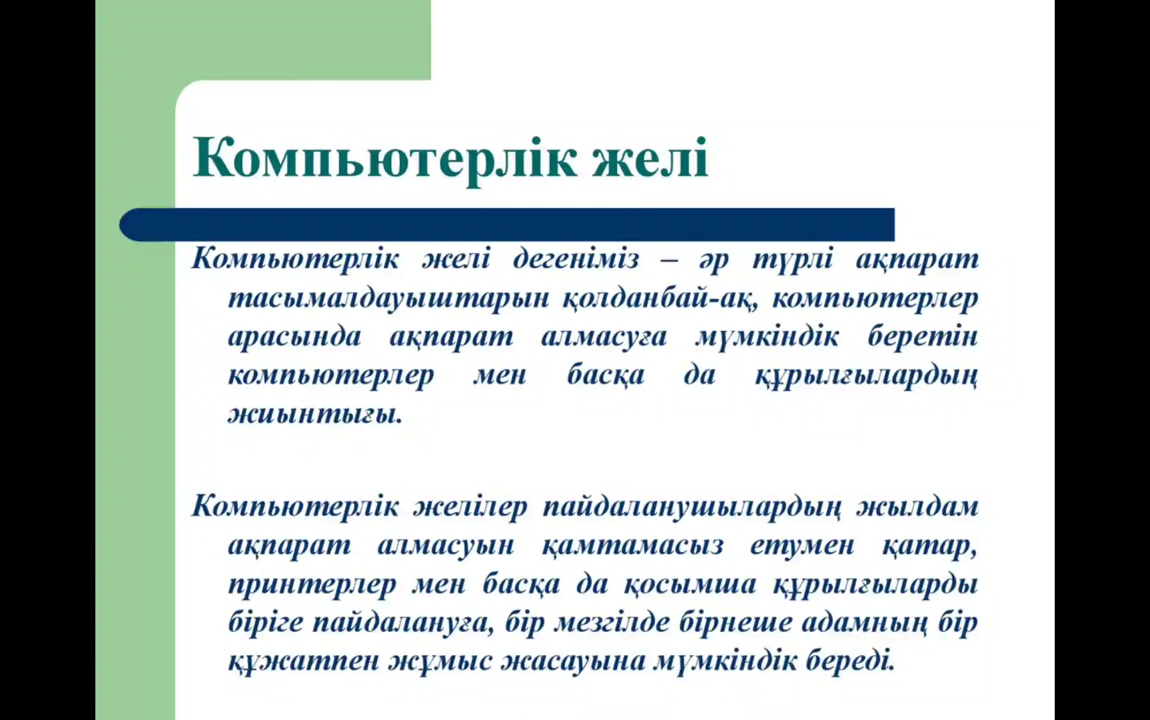 Компьютерлік желі
Компьютерлік желі дегеніміз – әр түрлі ақпарат
тасымалдауыштарын қолданбай-ақ, компьютерлер
арасында ақпарат алмасуға мүмкіндік беретін
компьютерлер мен басқа да құрылғылардың
жиынтығы.
Компьютерлік желілер пайдаланушылардың жылдам
ақпарат алмасуын қамтамасыз етумен қатар,
принтерлер мен басқа да қосымша құрылғыларды
біріге пайдалануға, бір мезгілде бірнеше адамның бір
құжатпен жұмыс жасауына мүмкіндік береді.